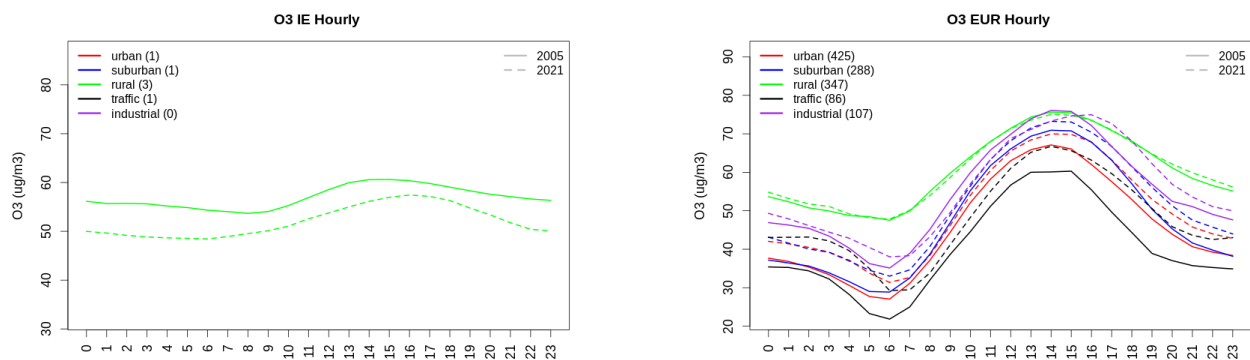 O3 IE Hourly
O3 (ug/m3)
80
70
60
50
40
30
urban (1)
suburban (1)
rural (3)
traffic (1)
industrial (0)
2005
2021
0 1 2 3 4 5 6 7 8 9 10 11 12 13 14 15 16 17 18 19 20 21 22 23
O3 EUR Hourly
O3 (ug/m3)
90
80
70
60
50
40
30
20
urban (425)
suburban (288)
rural (347)
traffic (86)
industrial (107)
2005
2021
0 1 2 3 4 5 6 7 8 9 10 11 12 13 14 15 16 17 18 19 20 21 22 23